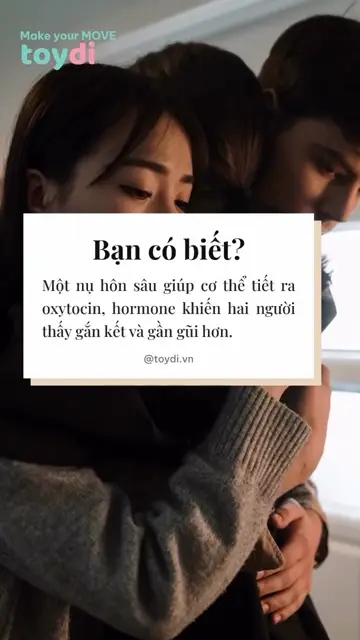 Make your MOVE
toydi
Bạn có biết?
Một nụ hôn sâu giúp cơ thể tiết ra
oxytocin, hormone khiến hai người
thấy gắn kết và gần gũi hơn.
@toydi.vn